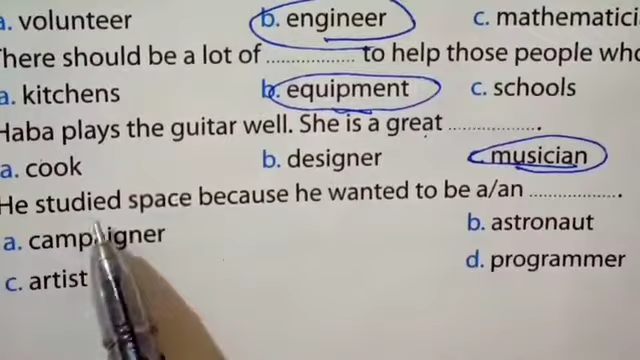 a. volunteer b. engineer c. mathematici
There should be a lot of ................. to help those people who
a. kitchens b. equipment c. schools
Haba plays the guitar well. She is a great .................
a. cook b. designer musician
He studied space because he wanted to be a/an .................
a. campaigner b. astronaut
c. artist d. programmer